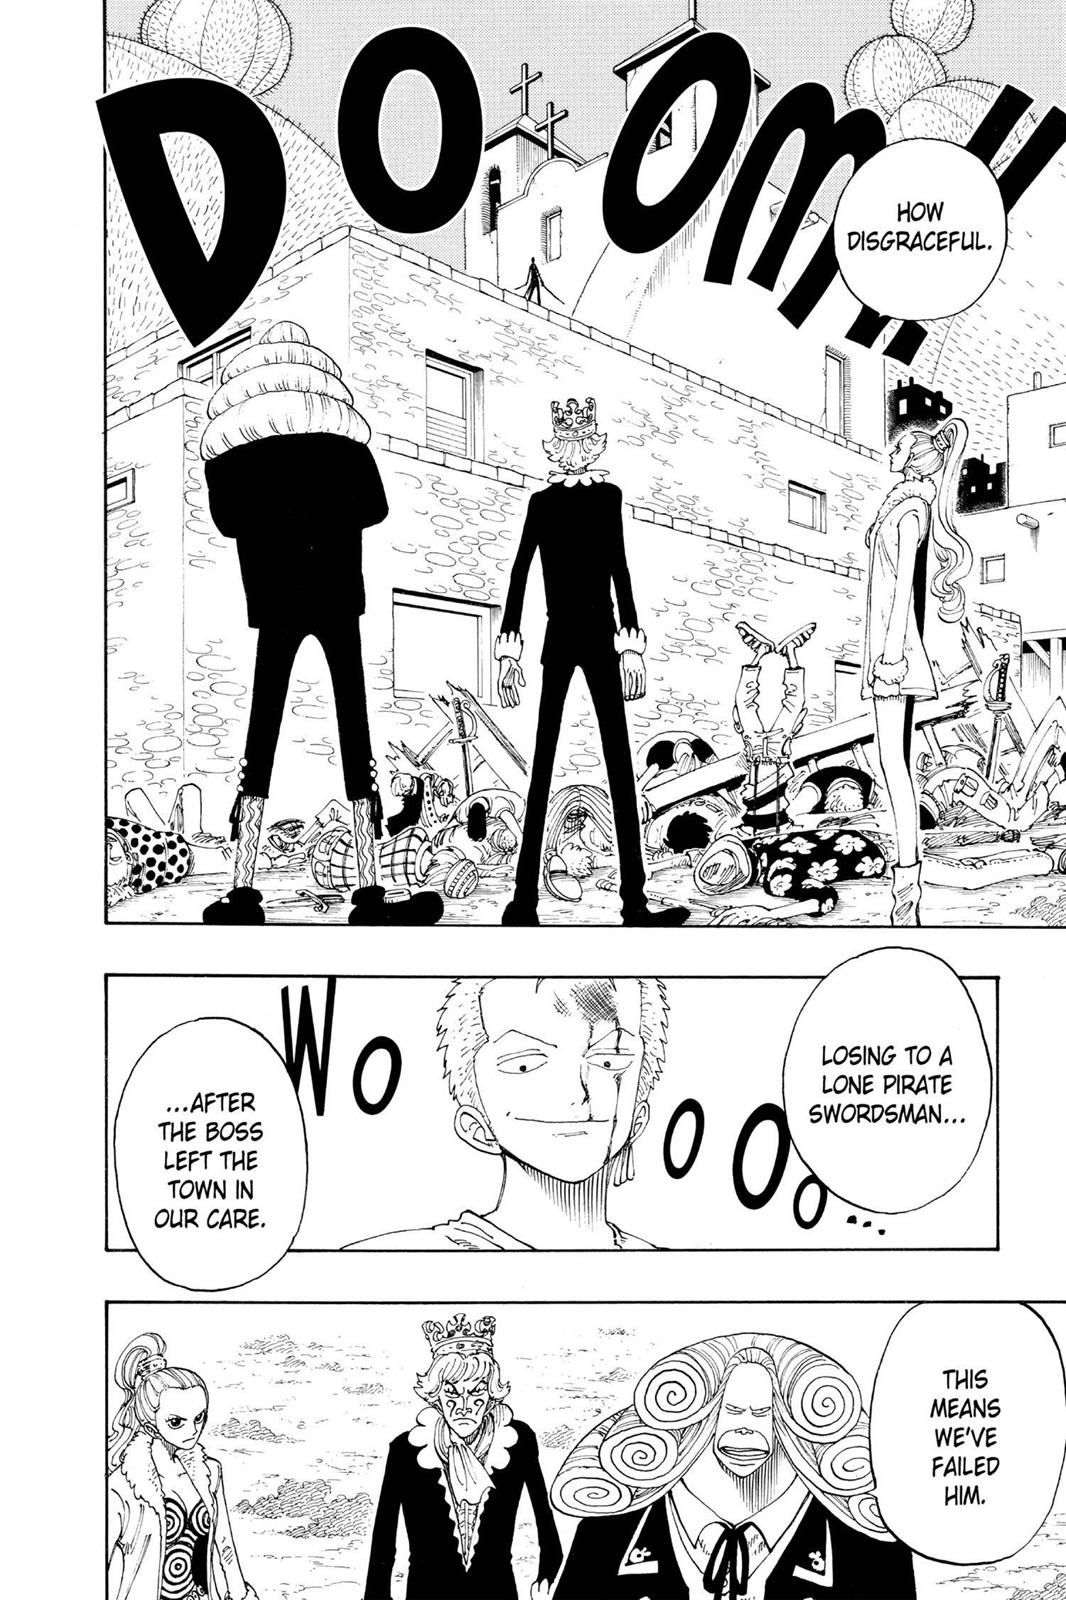 DOOM!!
HOW
DISGRACEFUL.
LOSING TO A
LONE PIRATE
SWORDSMAN...
WOOOO...
...AFTER
THE BOSS
LEFT THE
TOWN IN
OUR CARE.
THIS
MEANS
WE'VE
FAILED
HIM.